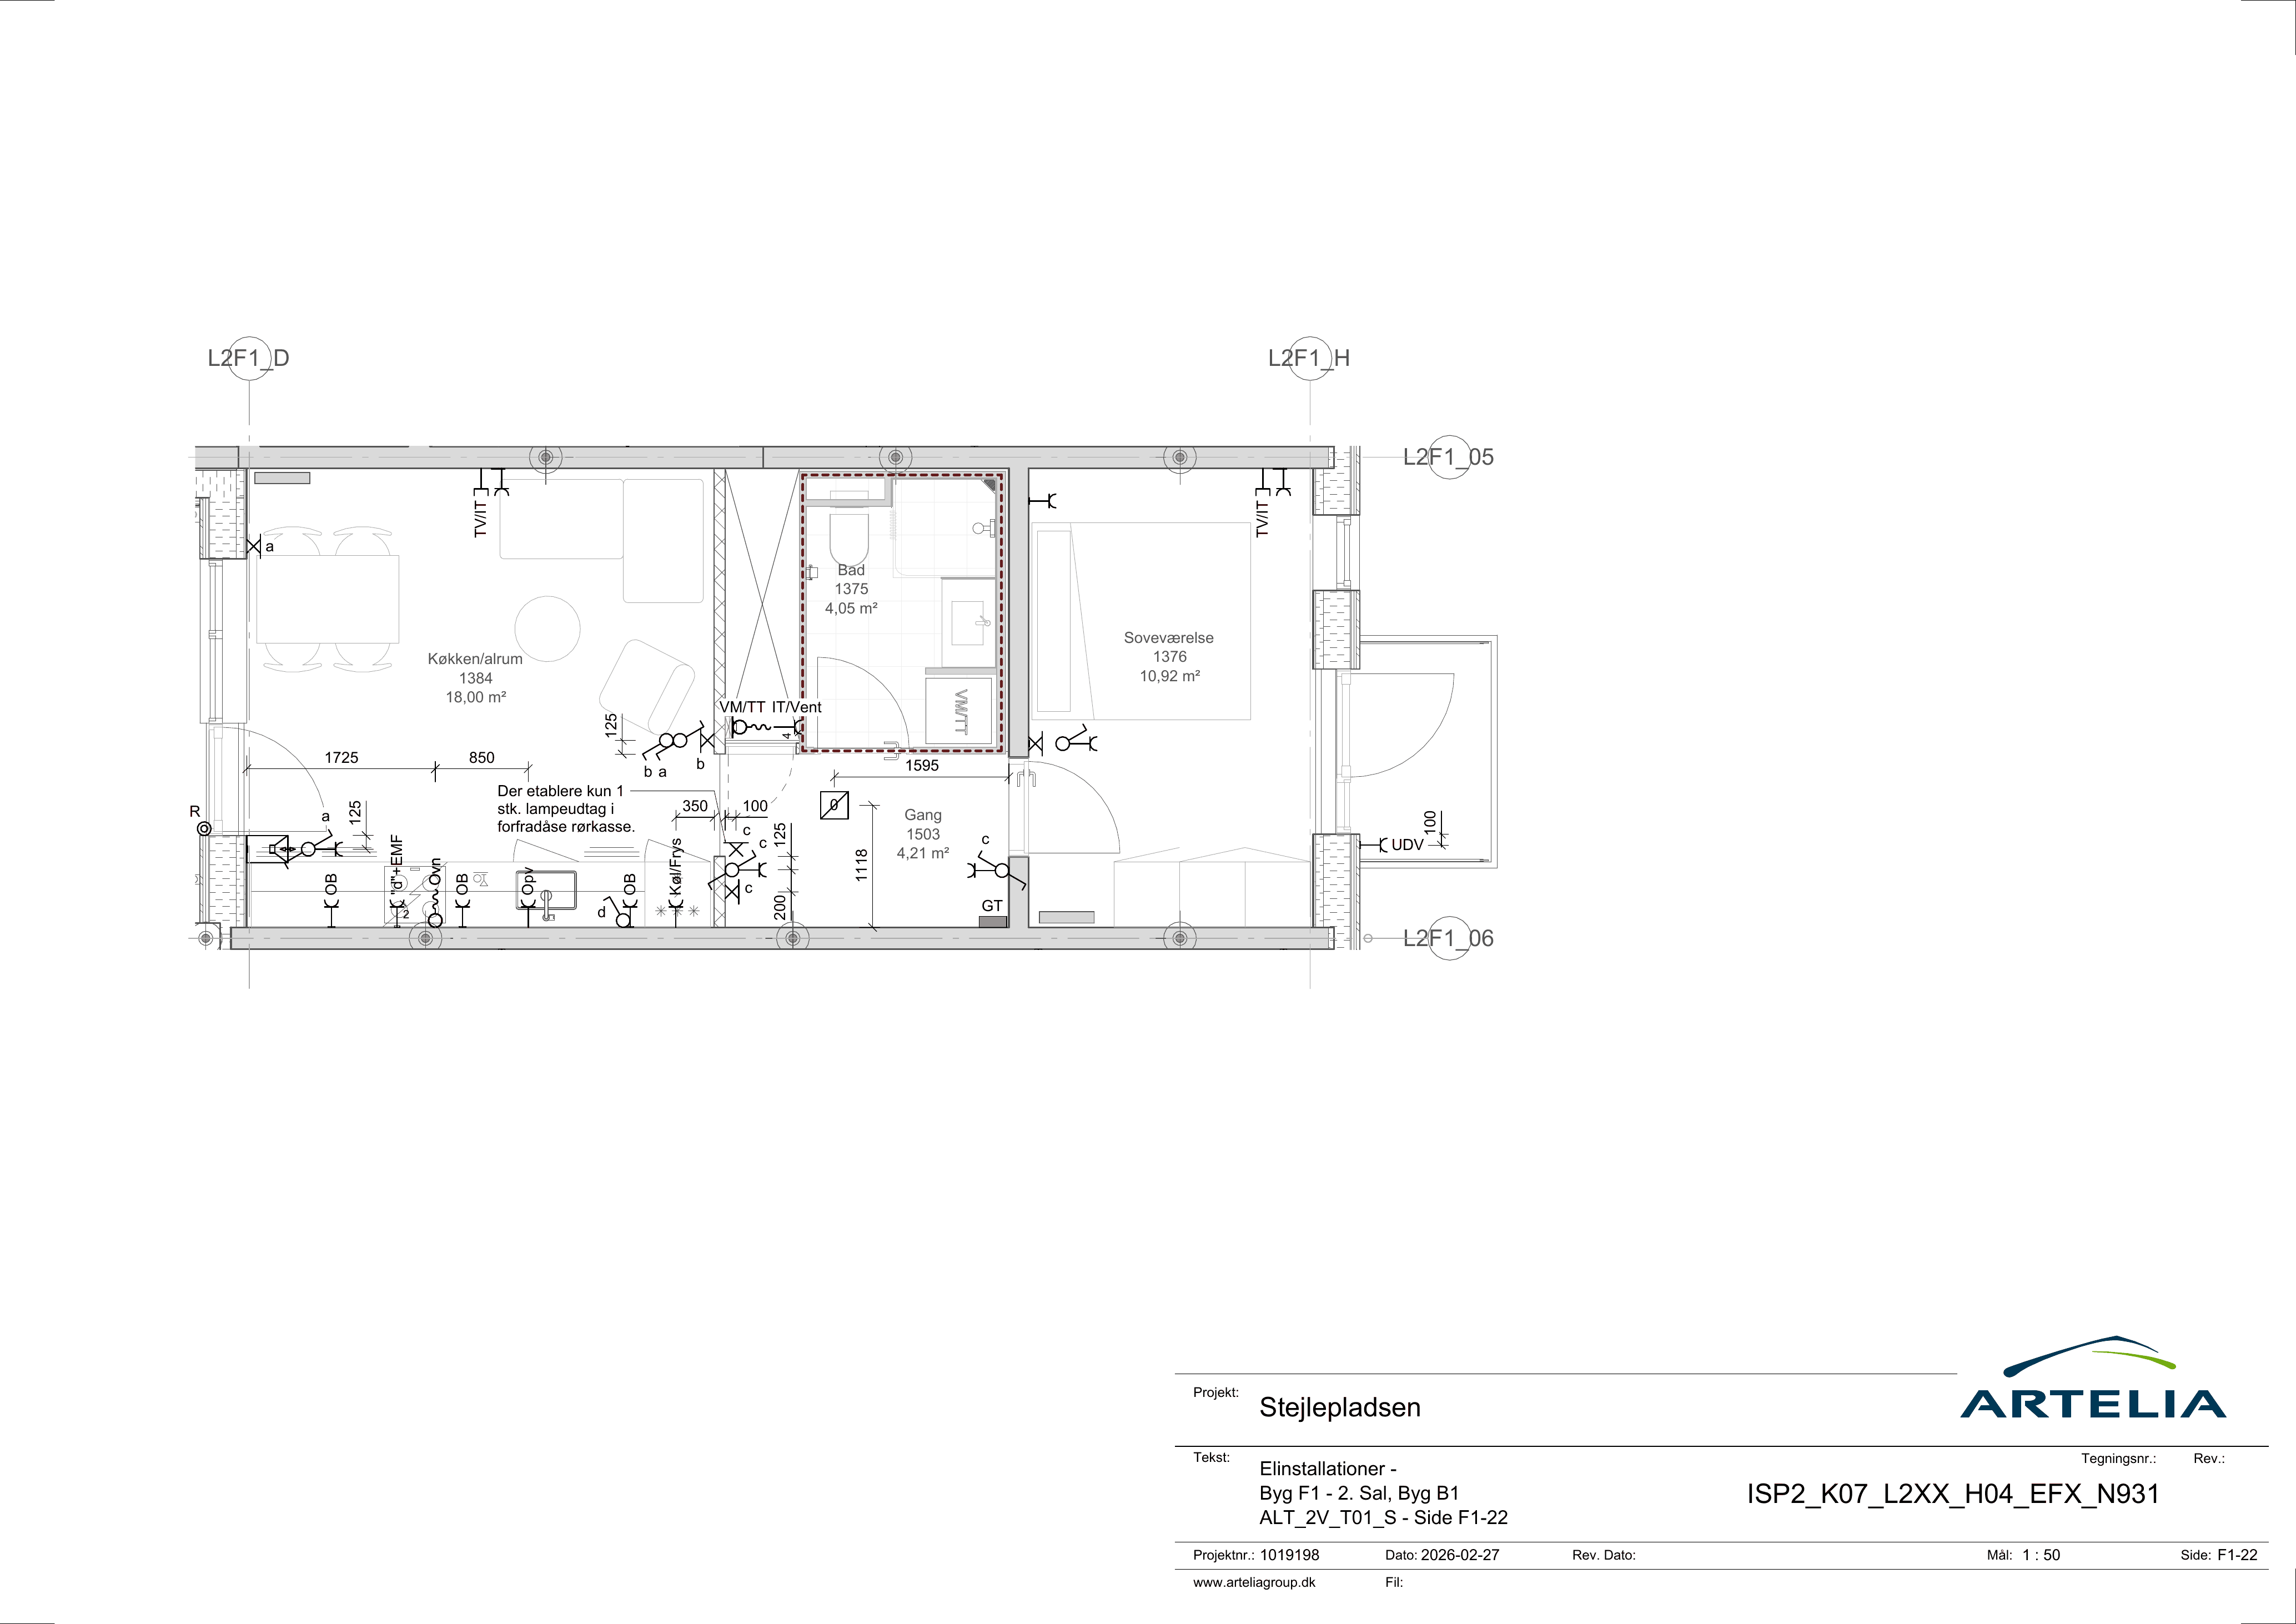 L2F1_D
L2F1_H
L2F1_05
TV/IT
TV/IT
a
Bad
1375
4,05 m²
Soveværelse
1376
10,92 m²
Køkken/alrum
1384
18,00 m²
VM/TT
VM/TT IT/Vent
4
125
b a
b
1725
850
1595
Der etablere kun 1
stk. lampeudtag i
forfradåse rørkasse.
350
100
R
a
125
0
Gang
1503
4,21 m²
c
c
125
c
1118
100
UDV
OB
"d"+EMF
2
Ovn
OB
Opv
d
OB
Køl/Frys
c
200
GT
L2F1_06
ARTELIA
Projekt:
Stejlepladsen
Tekst:
Elinstallationer -
Byg F1 - 2. Sal, Byg B1
ALT_2V_T01_S - Side F1-22
Tegningsnr.:
Rev.:
ISP2_K07_L2XX_H04_EFX_N931
Projektnr.: 1019198
Dato: 2026-02-27
Rev. Dato:
Mål: 1 : 50
Side: F1-22
www.arteliagroup.dk
Fil: